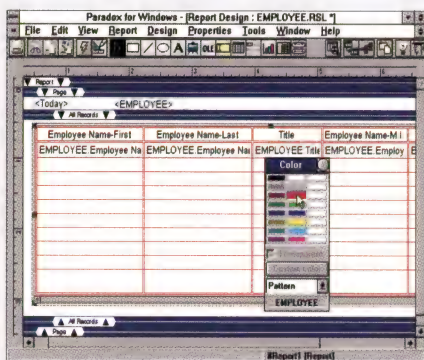 Paradox for Windows - [Report Design : EMPLOYEE.RSL *]
File Edit View Report Design Properties Tools Window Help
A OLE
Report
Page
<Today> <EMPLOYEE>
All Records
Employee Name-First Employee Name-Last Title Employee Name-M I
EMPLOYEE.Employee Na EMPLOYEE.Employee Nar EMPLOYEE.Title EMPLOYEE.Employ E
Color
Custom Color
Pattern
EMPLOYEE
All Records
Page
#Report1 [Report]